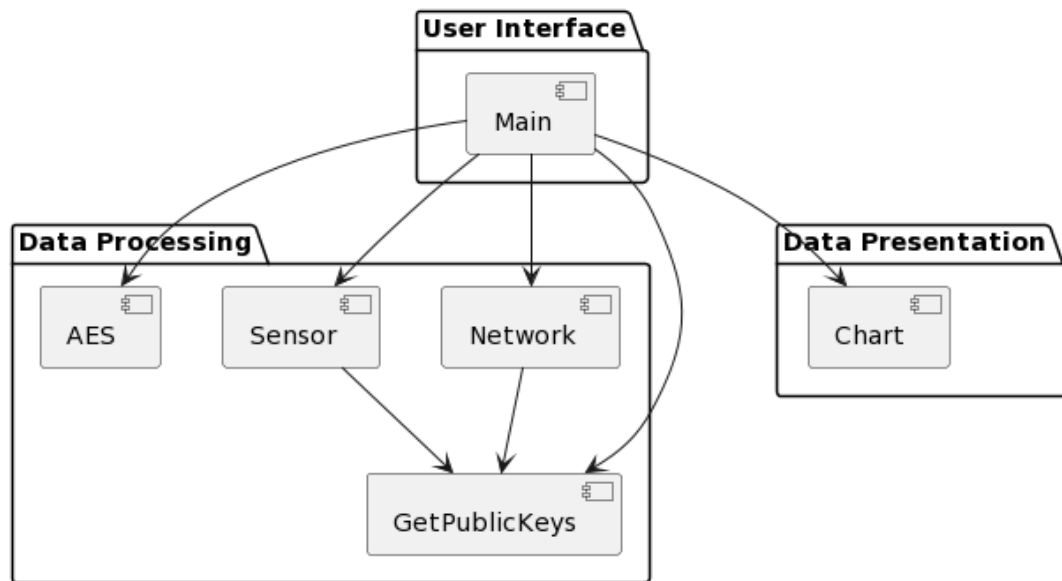 User Interface
Main
Data Processing
Data Presentation
AES
Sensor
Network
Chart
GetPublicKeys